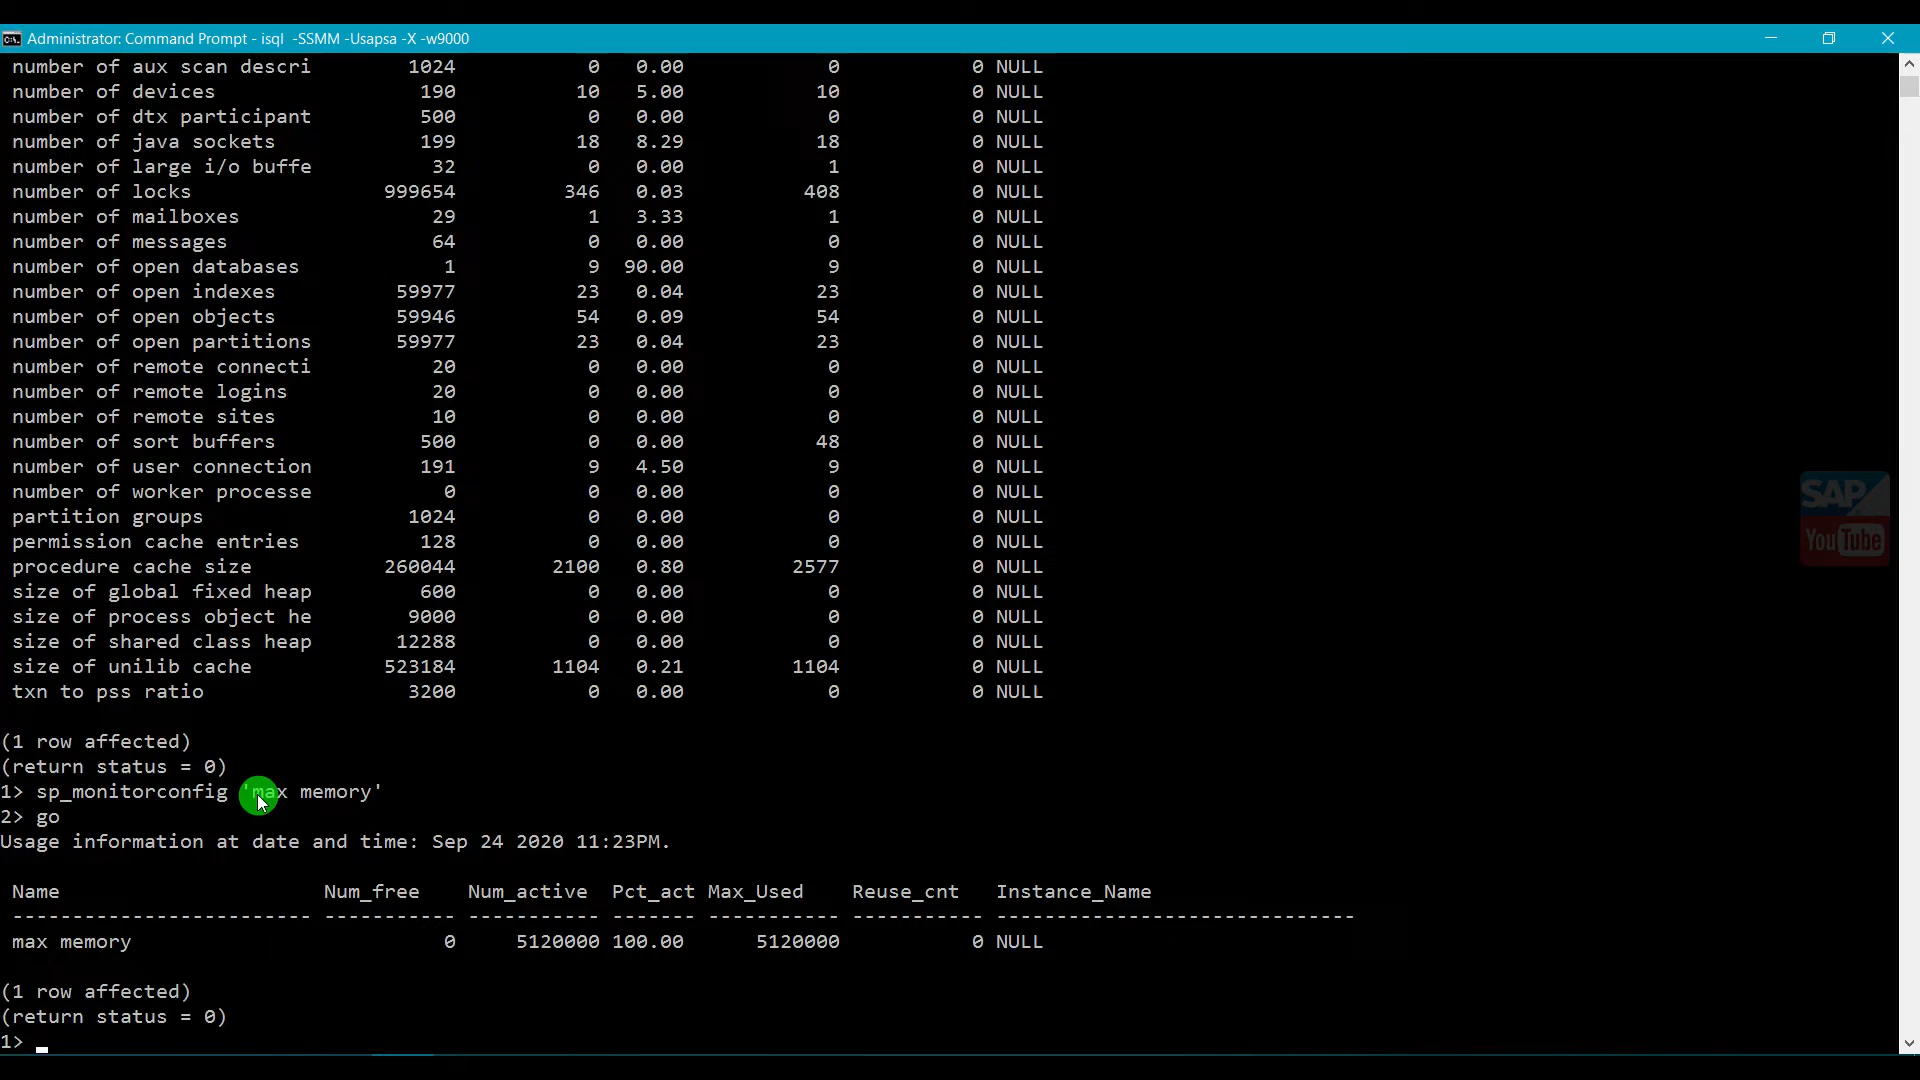 Administrator: Command Prompt - isql -SSMM -Usapsa -X -w9000
number of aux scan descri 1024 0 0.00 0 0 NULL
number of devices 190 10 5.00 10 0 NULL
number of dtx participant 500 0 0.00 0 0 NULL
number of java sockets 199 18 8.29 18 0 NULL
number of large i/o buffe 32 0 0.00 1 0 NULL
number of locks 999654 346 0.03 408 0 NULL
number of mailboxes 29 1 3.33 1 0 NULL
number of messages 64 0 0.00 0 0 NULL
number of open databases 1 9 90.00 9 0 NULL
number of open indexes 59977 23 0.04 23 0 NULL
number of open objects 59946 54 0.09 54 0 NULL
number of open partitions 59977 23 0.04 23 0 NULL
number of remote connecti 20 0 0.00 0 0 NULL
number of remote logins 20 0 0.00 0 0 NULL
number of remote sites 10 0 0.00 0 0 NULL
number of sort buffers 500 0 0.00 48 0 NULL
number of user connection 191 9 4.50 9 0 NULL
number of worker processe 0 0 0.00 0 0 NULL
partition groups 1024 0 0.00 0 0 NULL
permission cache entries 128 0 0.00 0 0 NULL
procedure cache size 260044 2100 0.80 2577 0 NULL
size of global fixed heap 600 0 0.00 0 0 NULL
size of process object he 9000 0 0.00 0 0 NULL
size of shared class heap 12288 0 0.00 0 0 NULL
size of unilib cache 523184 1104 0.21 1104 0 NULL
txn to pss ratio 3200 0 0.00 0 0 NULL
(1 row affected)
(return status = 0)
1> sp_monitorconfig 'max memory'
2> go
Usage information at date and time: Sep 24 2020 11:23PM.
Name Num_free Num_active Pct_act Max_Used Reuse_cnt Instance_Name
------------------------- ----------- ----------- ------- ----------- ----------- ------------------------------
max memory 0 5120000 100.00 5120000 0 NULL
(1 row affected)
(return status = 0)
1>
SAP
YouTube